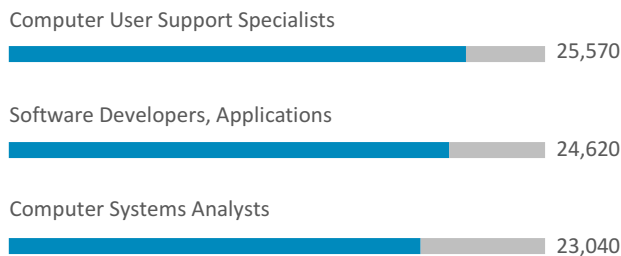 Computer User Support Specialists
25,570
Software Developers, Applications
24,620
Computer Systems Analysts
23,040